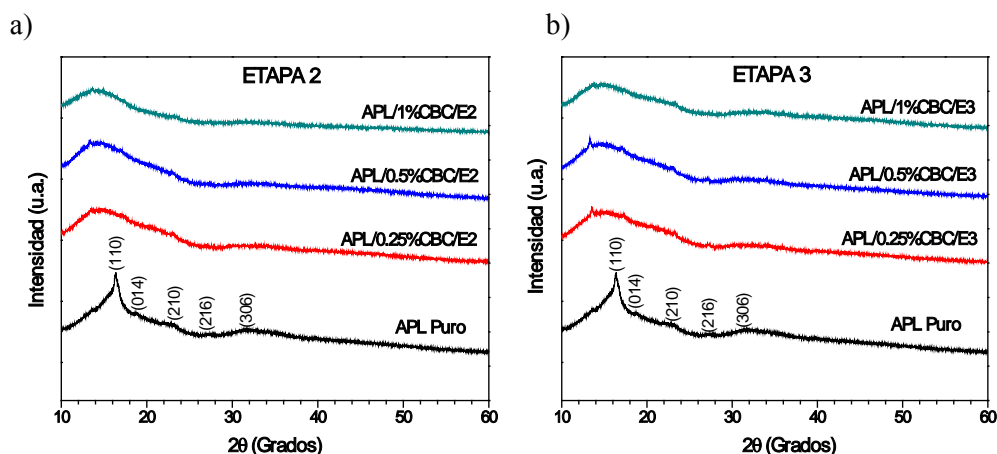 a)
ETAPA 2
APL/1%CBC/E2
APL/0.5%CBC/E2
APL/0.25%CBC/E2
(110)
(014)
(210)
(216)
(306)
APL Puro
Intensidad (u.a.)
10 20 30 40 50 60
2θ (Grados)
b)
ETAPA 3
APL/1%CBC/E3
APL/0.5%CBC/E3
APL/0.25%CBC/E3
(110)
(014)
(210)
(216)
(306)
APL Puro
Intensidad (u.a.)
10 20 30 40 50 60
2θ (Grados)